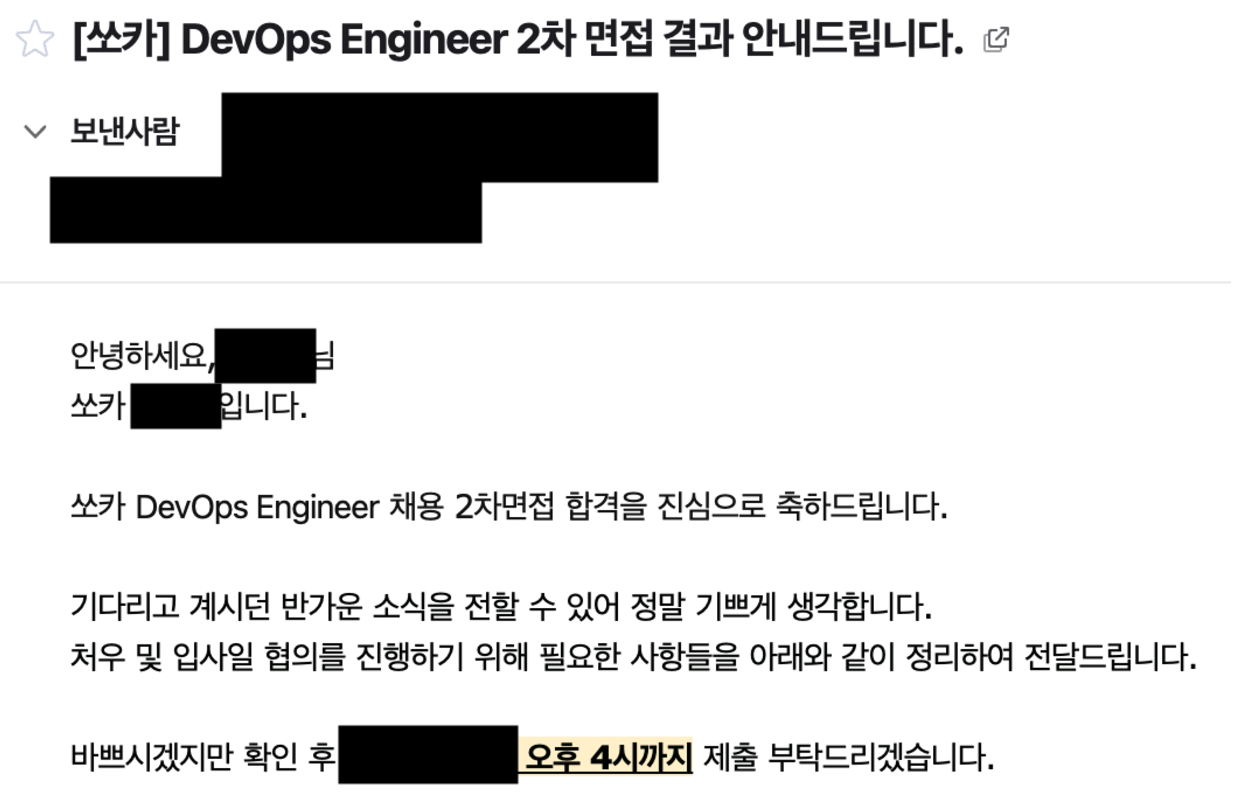 [쏘카] DevOps Engineer 2차 면접 결과 안내드립니다.
보낸사람
안녕하세요, 님
쏘카 입니다.
쏘카 DevOps Engineer 채용 2차면접 합격을 진심으로 축하드립니다.
기다리고 계시던 반가운 소식을 전할 수 있어 정말 기쁘게 생각합니다.
처우 및 입사일 협의를 진행하기 위해 필요한 사항들을 아래와 같이 정리하여 전달드립니다.
바쁘시겠지만 확인 후 오후 4시까지 제출 부탁드리겠습니다.